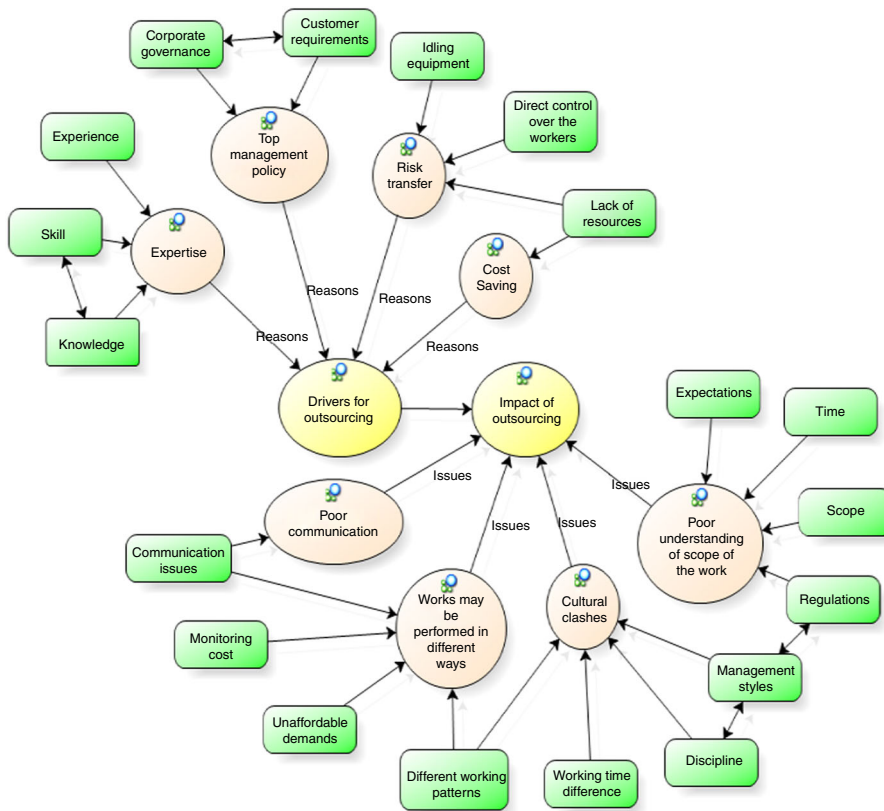 Corporate
governance
Customer
requirements
Idling
equipment
Direct control
over the
workers
Experience
Top
management
policy
Risk
transfer
Lack of
resources
Skill
Expertise
Cost
Saving
Knowledge
Reasons
Reasons
Reasons
Reasons
Drivers for
outsourcing
Impact of
outsourcing
Expectations
Time
Issues
Issues
Issues
Issues
Poor
communication
Poor
understanding
of scope of
the work
Scope
Communication
issues
Works may
be
performed in
different
ways
Cultural
clashes
Regulations
Monitoring
cost
Management
styles
Unaffordable
demands
Different working
patterns
Working time
difference
Discipline